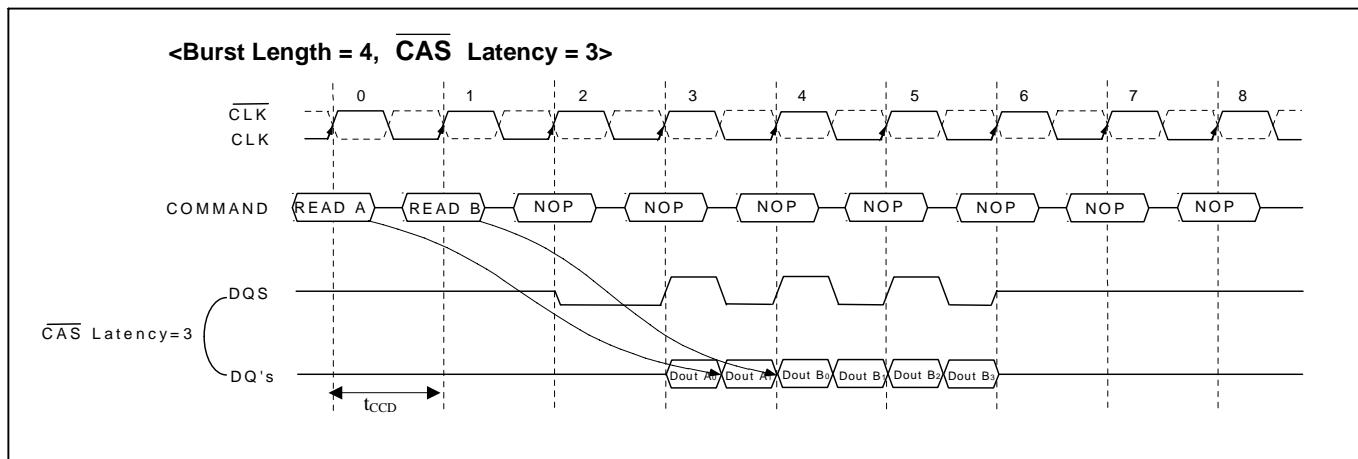 <Burst Length = 4, CAS Latency = 3>
0 1 2 3 4 5 6 7 8
CLK
CLK
COMMAND READ A READ B NOP NOP NOP NOP NOP NOP NOP
DQS
CAS Latency=3
DQ's Dout A0 Dout A1 Dout B0 Dout B1 Dout B2 Dout B3
tCCD